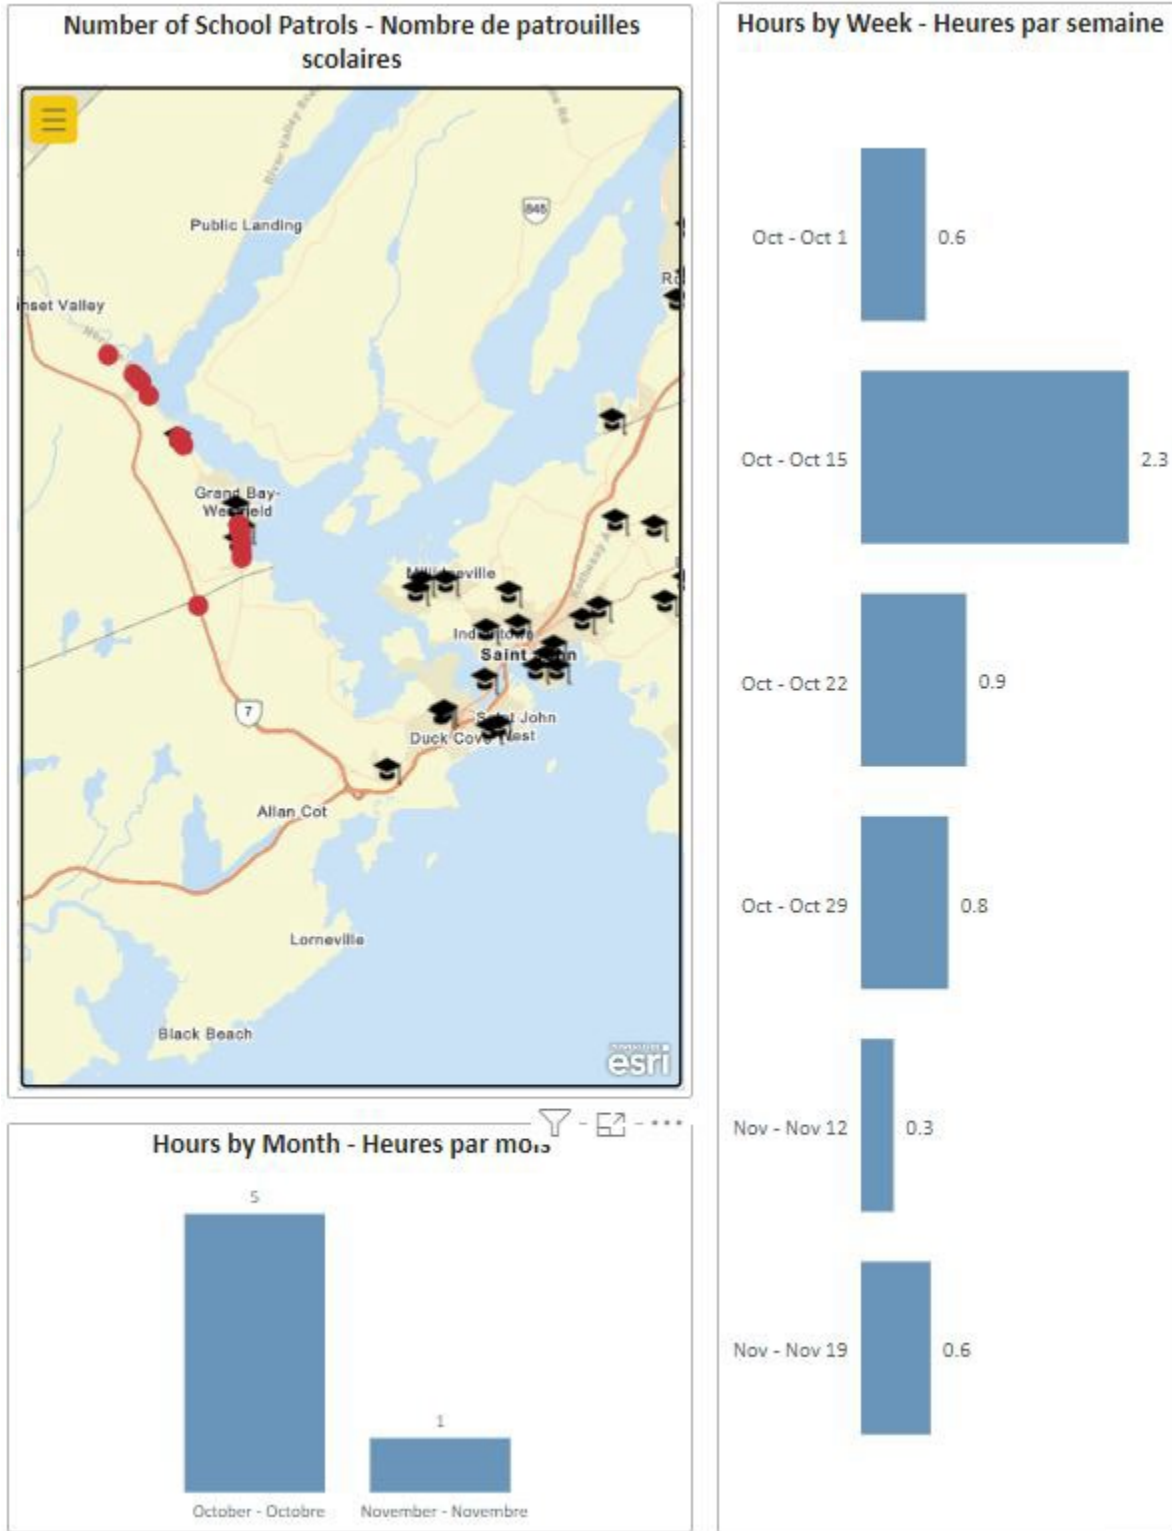 Number of School Patrols - Nombre de patrouilles
scolaires
Public Landing
845
7
Grand Bay-
Saint John
Duck Cove
West
Allan Cot
Lorneville
Black Beach
esri
Hours by Month - Heures par mois
5
1
October - Octobre
November - Novembre
Hours by Week - Heures par semaine
Oct - Oct 1
0.6
Oct - Oct 15
2.3
Oct - Oct 22
0.9
Oct - Oct 29
0.8
Nov - Nov 12
0.3
Nov - Nov 19
0.6